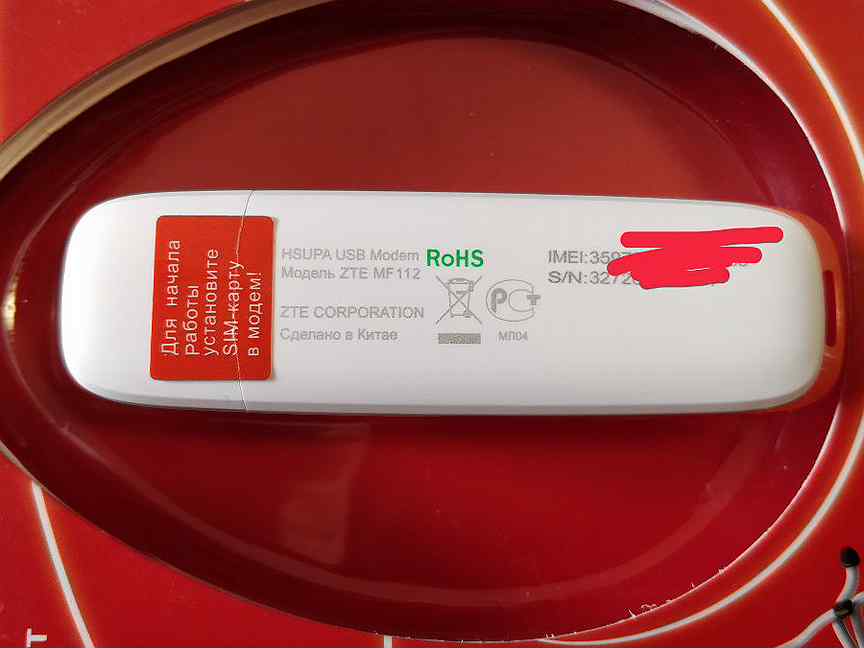 Для начала
работы
установите
SIM-карту
в модем!
HSUPA USB Modem RoHS
Модель ZTE MF112
ZTE CORPORATION
Сделано в Китае
РСТ
МЛ04
IMEI:
S/N:
т